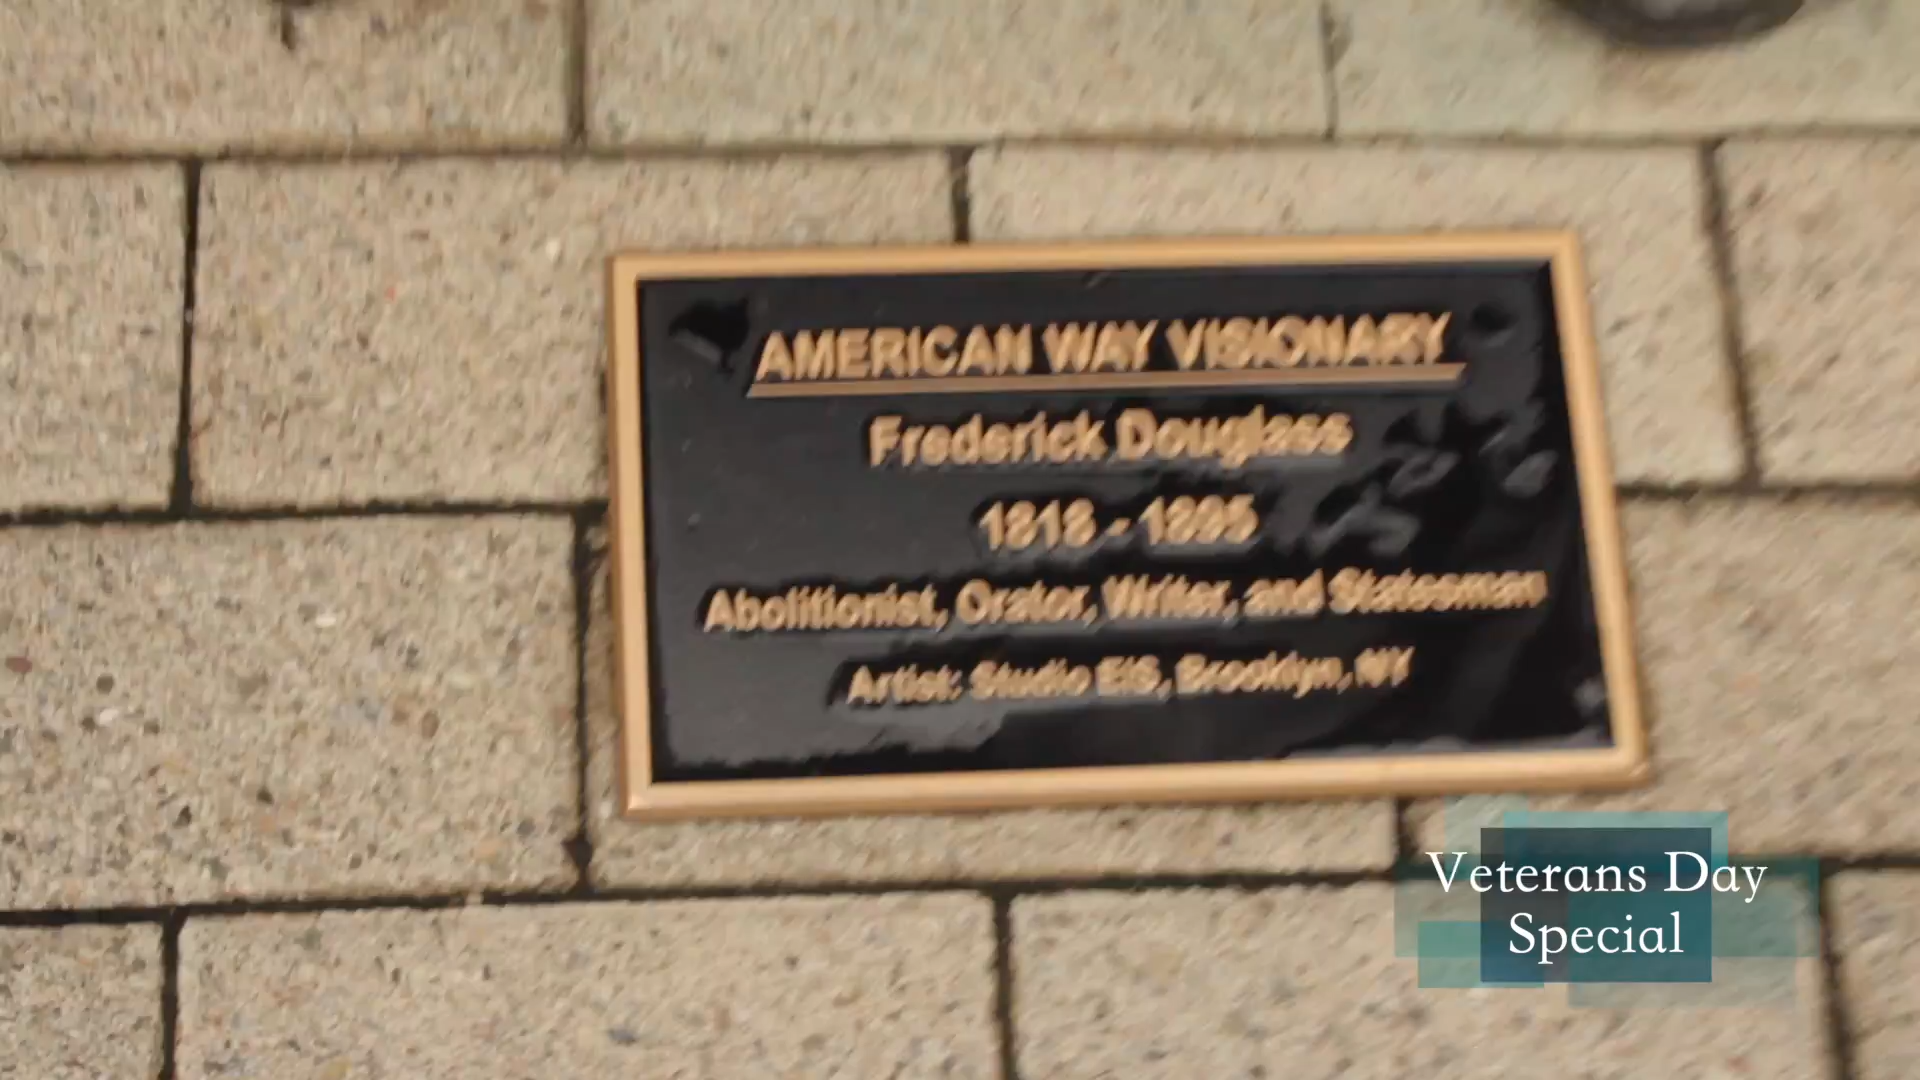 AMERICAN WAY VISIONARY
Frederick Douglass
1818 - 1895
Abolitionist, Orator, Writer, and Statesman
Artist: Studio EIS, Brooklyn, NY
Veterans Day
Special